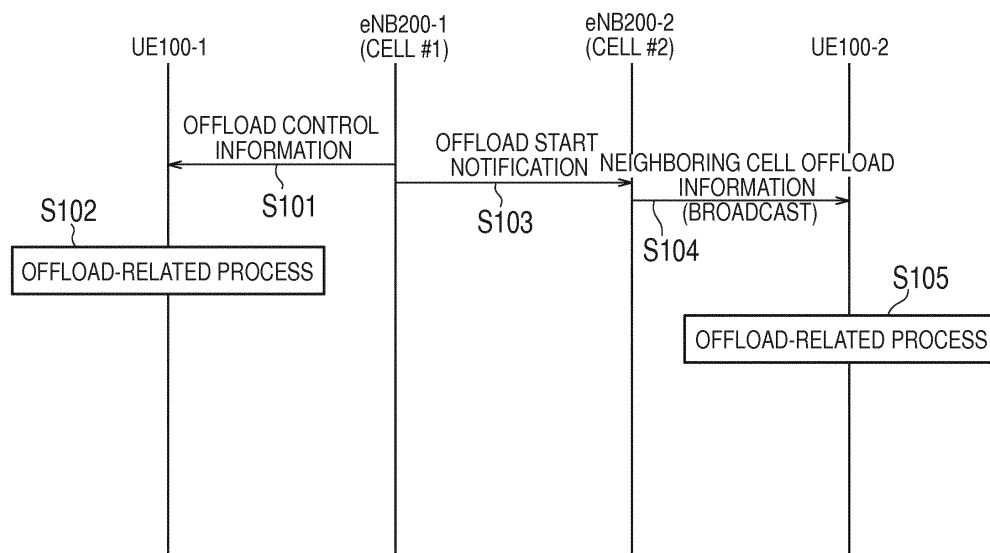 UE100-1
eNB200-1
(CELL #1)
eNB200-2
(CELL #2)
UE100-2
OFFLOAD CONTROL
INFORMATION
S101
OFFLOAD START
NOTIFICATION
S103
NEIGHBORING CELL OFFLOAD
INFORMATION
(BROADCAST)
S104
S102
OFFLOAD-RELATED PROCESS
S105
OFFLOAD-RELATED PROCESS